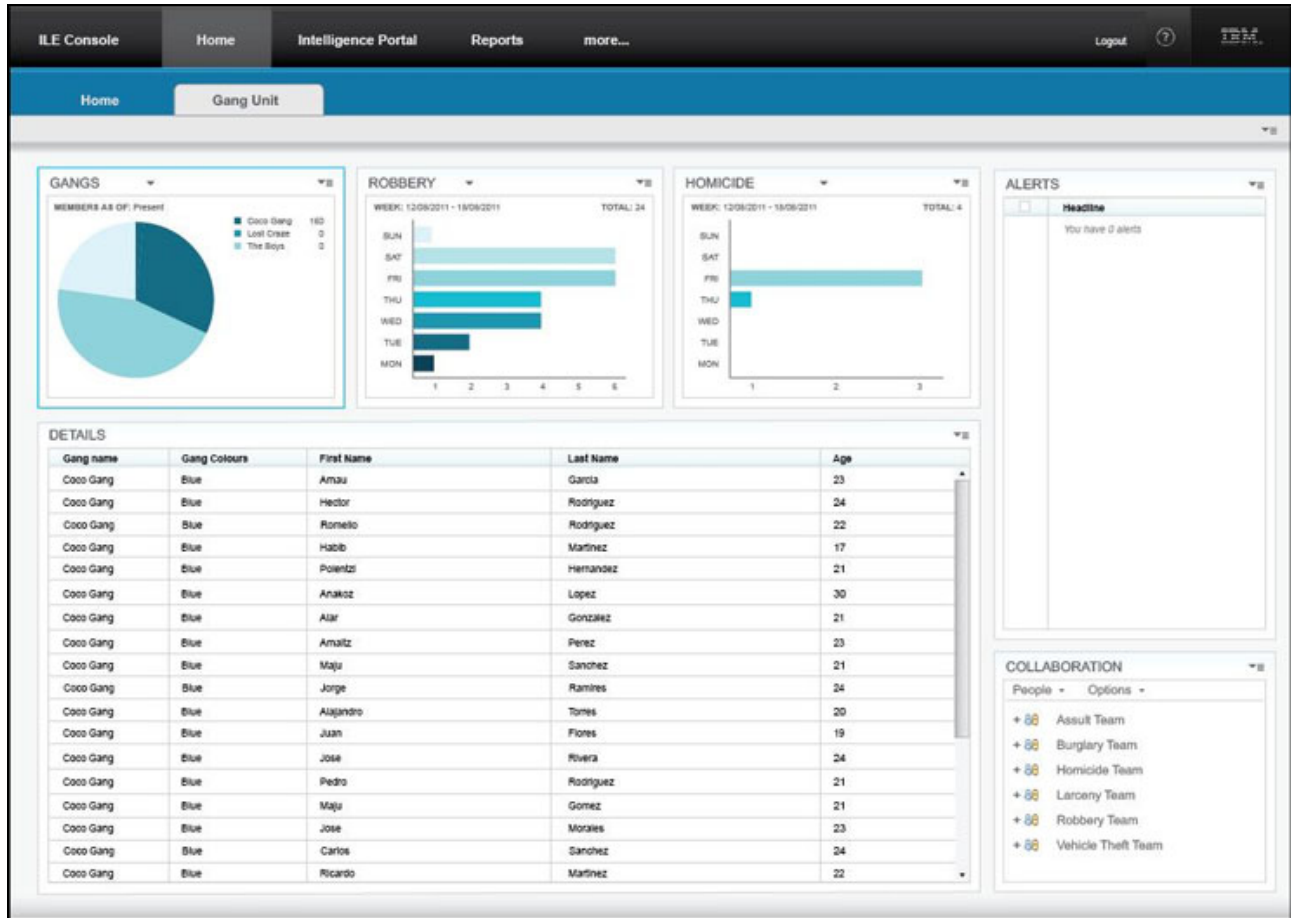 ILE Console Home Intelligence Portal Reports more... Logout ? IBM
Home Gang Unit
GANGS
MEMBERS AS OF: Present
Coco Gang 160
Lost Craze 0
The Boys 0
ROBBERY
WEEK: 12/08/2011 - 18/08/2011 TOTAL: 24
SUN
SAT
FRI
THU
WED
TUE
MON
1 2 3 4 5 6
HOMICIDE
WEEK: 12/08/2011 - 18/08/2011 TOTAL: 4
SUN
SAT
FRI
THU
WED
TUE
MON
1 2 3
ALERTS
Headline
You have 0 alerts
DETAILS
Gang name Gang Colours First Name Last Name Age
Coco Gang Blue Arnau Garcia 23
Coco Gang Blue Hector Rodriguez 24
Coco Gang Blue Romelio Rodriguez 22
Coco Gang Blue Habib Martinez 17
Coco Gang Blue Polentzi Hernandez 21
Coco Gang Blue Anakoz Lopez 30
Coco Gang Blue Alar Gonzalez 21
Coco Gang Blue Amaitz Perez 23
Coco Gang Blue Maju Sanchez 21
Coco Gang Blue Jorge Ramires 24
Coco Gang Blue Alajandro Torres 20
Coco Gang Blue Juan Flores 19
Coco Gang Blue Jose Rivera 24
Coco Gang Blue Pedro Rodriguez 21
Coco Gang Blue Maju Gomez 21
Coco Gang Blue Jose Morales 23
Coco Gang Blue Carlos Sanchez 24
Coco Gang Blue Ricardo Martinez 22
COLLABORATION
People Options
+ Assult Team
+ Burglary Team
+ Homicide Team
+ Larceny Team
+ Robbery Team
+ Vehicle Theft Team